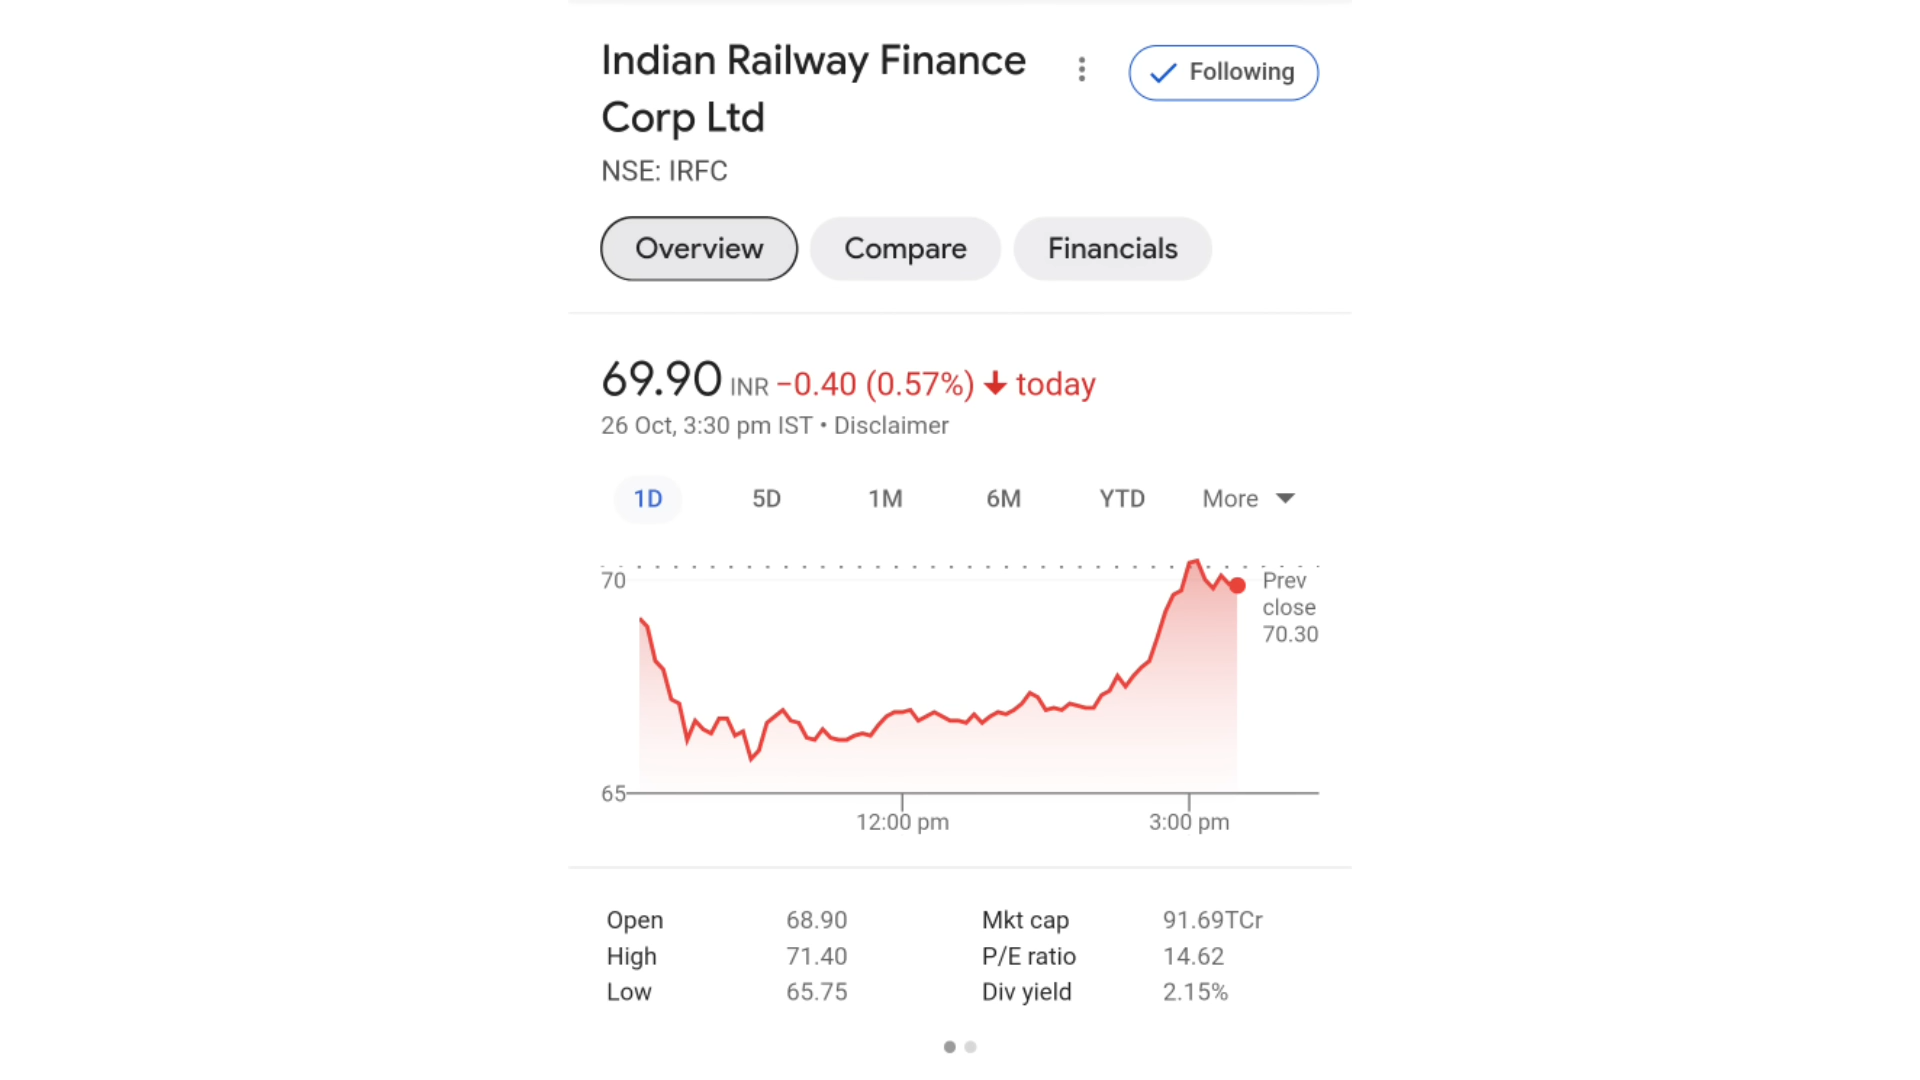 Indian Railway Finance
Corp Ltd
Following
NSE: IRFC
Overview Compare Financials
69.90 INR −0.40 (0.57%) today
26 Oct, 3:30 pm IST • Disclaimer
1D 5D 1M 6M YTD More
70
Prev
close
70.30
65
12:00 pm 3:00 pm
Open 68.90 Mkt cap 91.69TCr
High 71.40 P/E ratio 14.62
Low 65.75 Div yield 2.15%